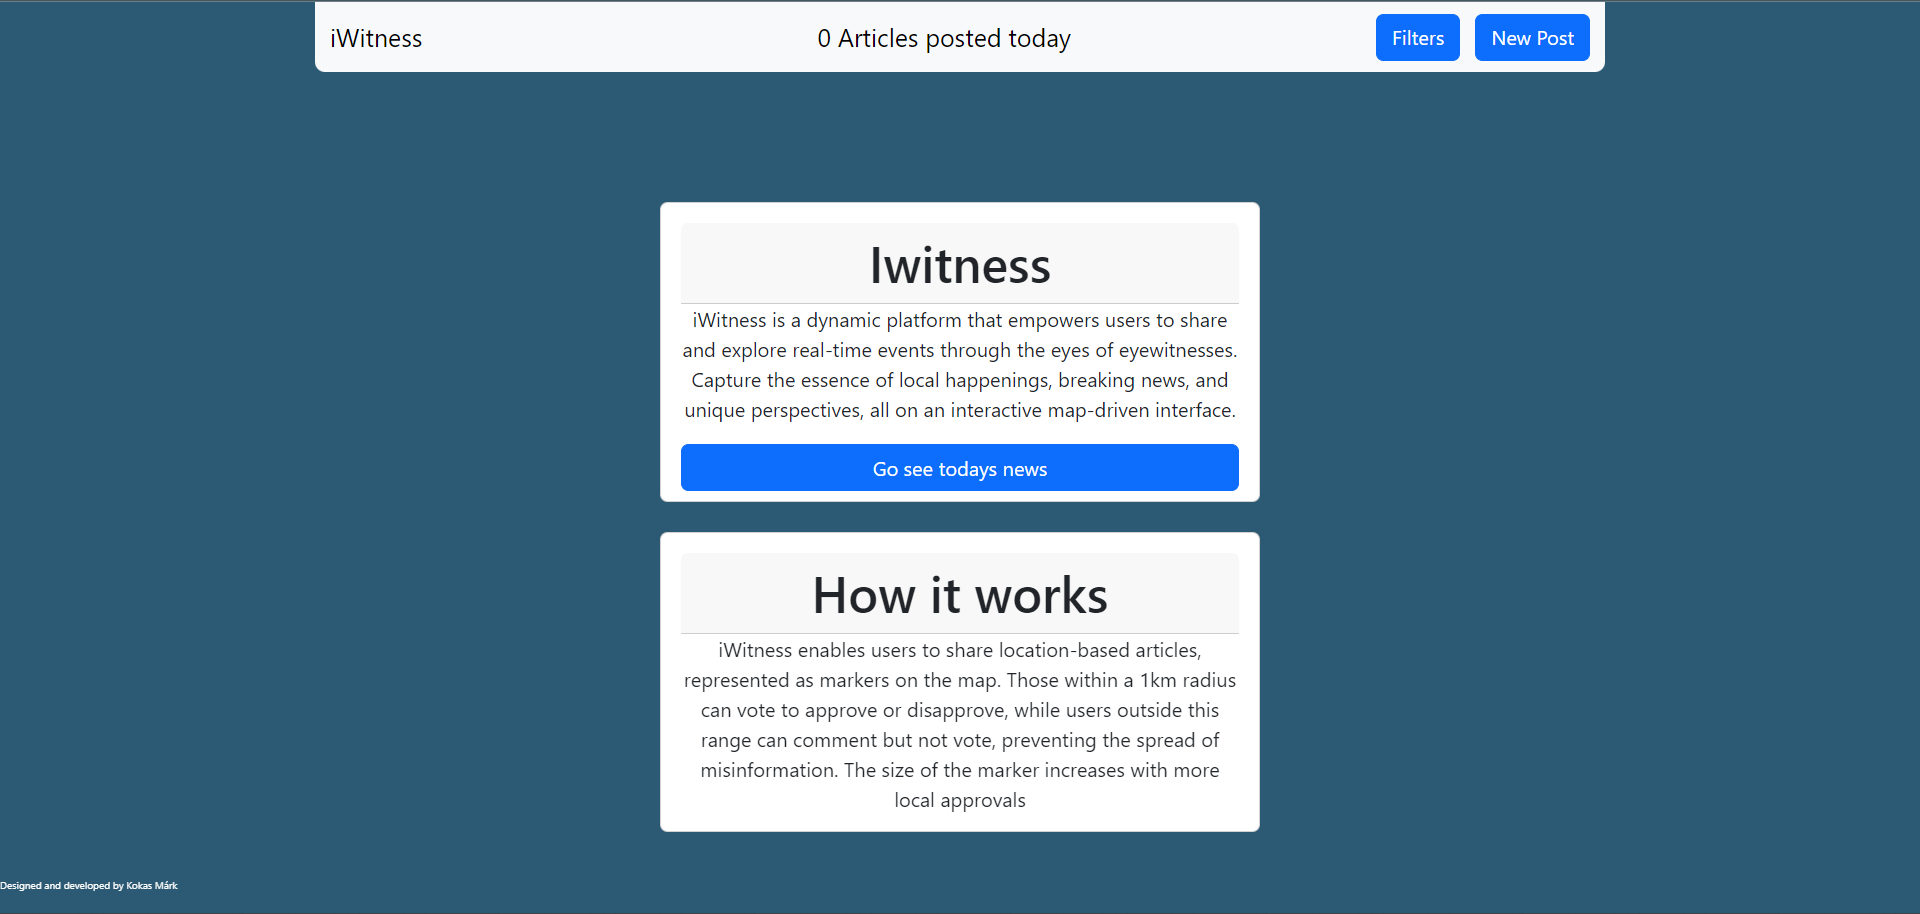 iWitness
0 Articles posted today
Filters
New Post
Iwitness
iWitness is a dynamic platform that empowers users to share
and explore real-time events through the eyes of eyewitnesses.
Capture the essence of local happenings, breaking news, and
unique perspectives, all on an interactive map-driven interface.
Go see todays news
How it works
iWitness enables users to share location-based articles,
represented as markers on the map. Those within a 1km radius
can vote to approve or disapprove, while users outside this
range can comment but not vote, preventing the spread of
misinformation. The size of the marker increases with more
local approvals
Designed and developed by Kokas Márk